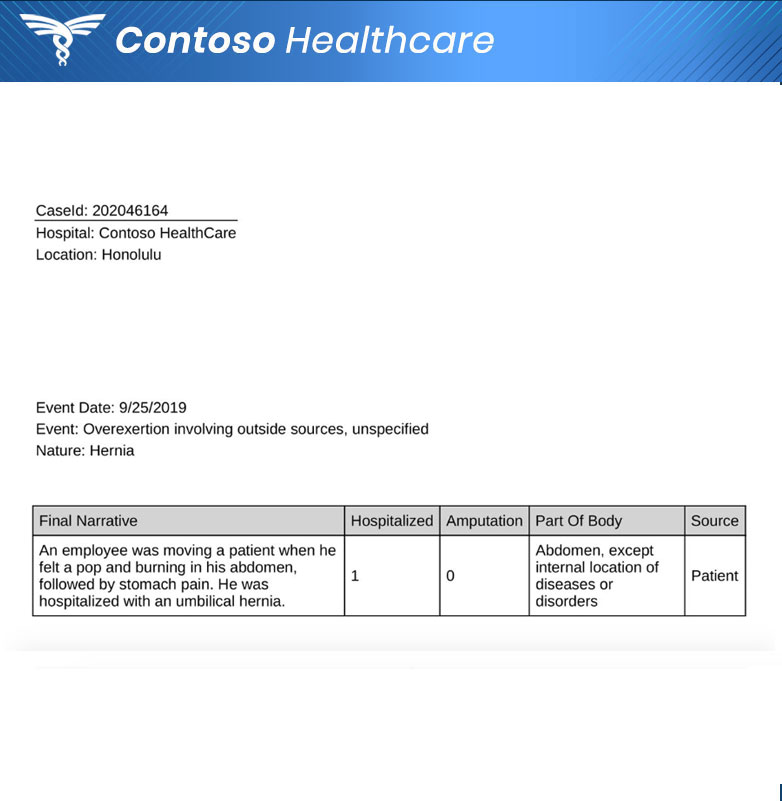 Contoso Healthcare
CaseId: 202046164
Hospital: Contoso HealthCare
Location: Honolulu
Event Date: 9/25/2019
Event: Overexertion involving outside sources, unspecified
Nature: Hernia
Final Narrative Hospitalized Amputation Part Of Body Source
An employee was moving a patient when he
felt a pop and burning in his abdomen,
followed by stomach pain. He was
hospitalized with an umbilical hernia.
1
0
Abdomen, except
internal location of
diseases or
disorders
Patient